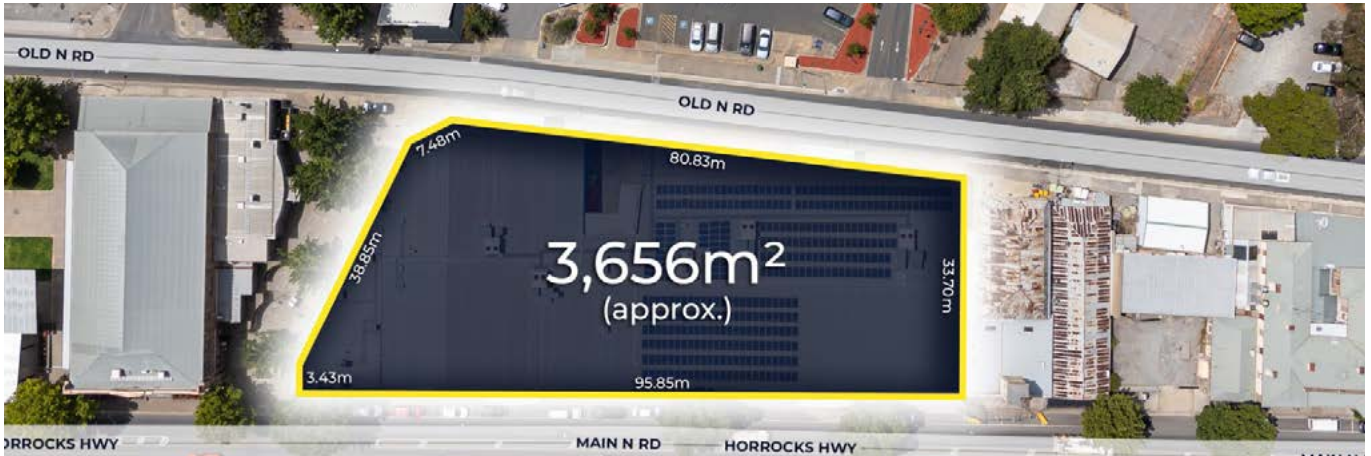 OLD N RD
OLD N RD
7.48m
80.83m
38.85m
3,656m²
(approx.)
33.70m
3.43m
95.85m
ORROCKS HWY
MAIN N RD
HORROCKS HWY